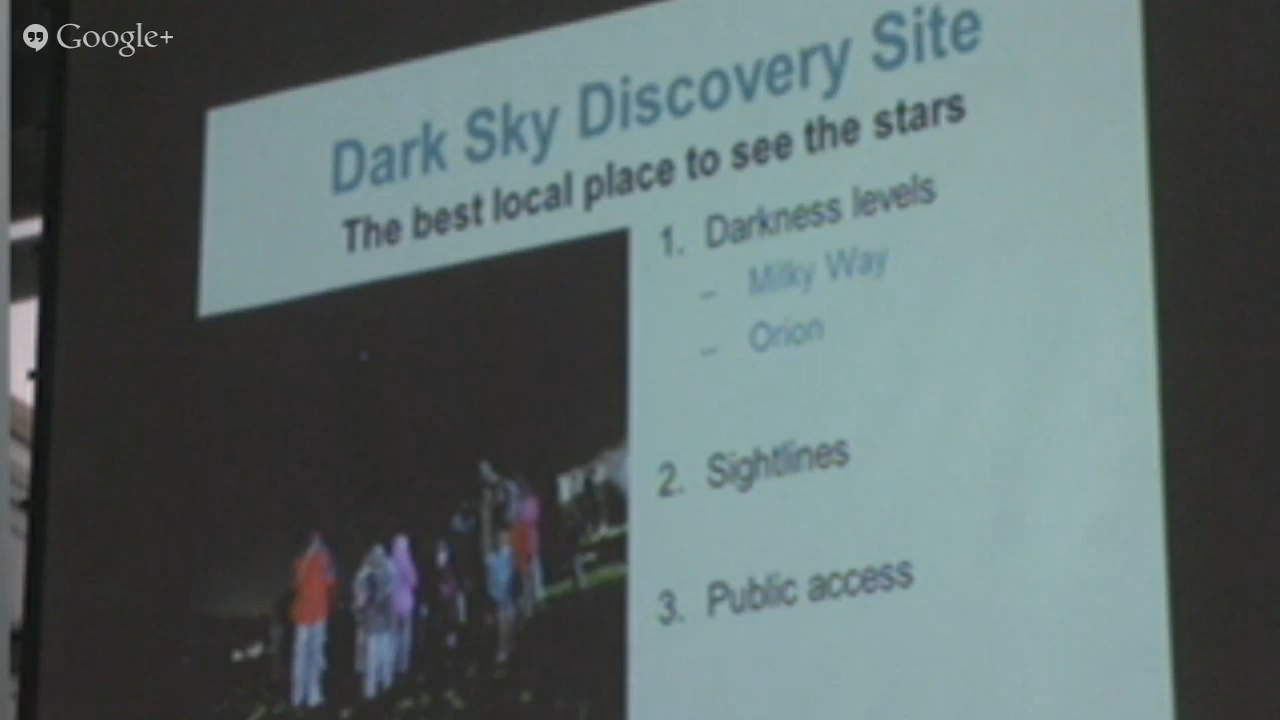 Google+
Dark Sky Discovery Site
The best local place to see the stars
1. Darkness levels
– Milky Way
– Orion
2. Sightlines
3. Public access